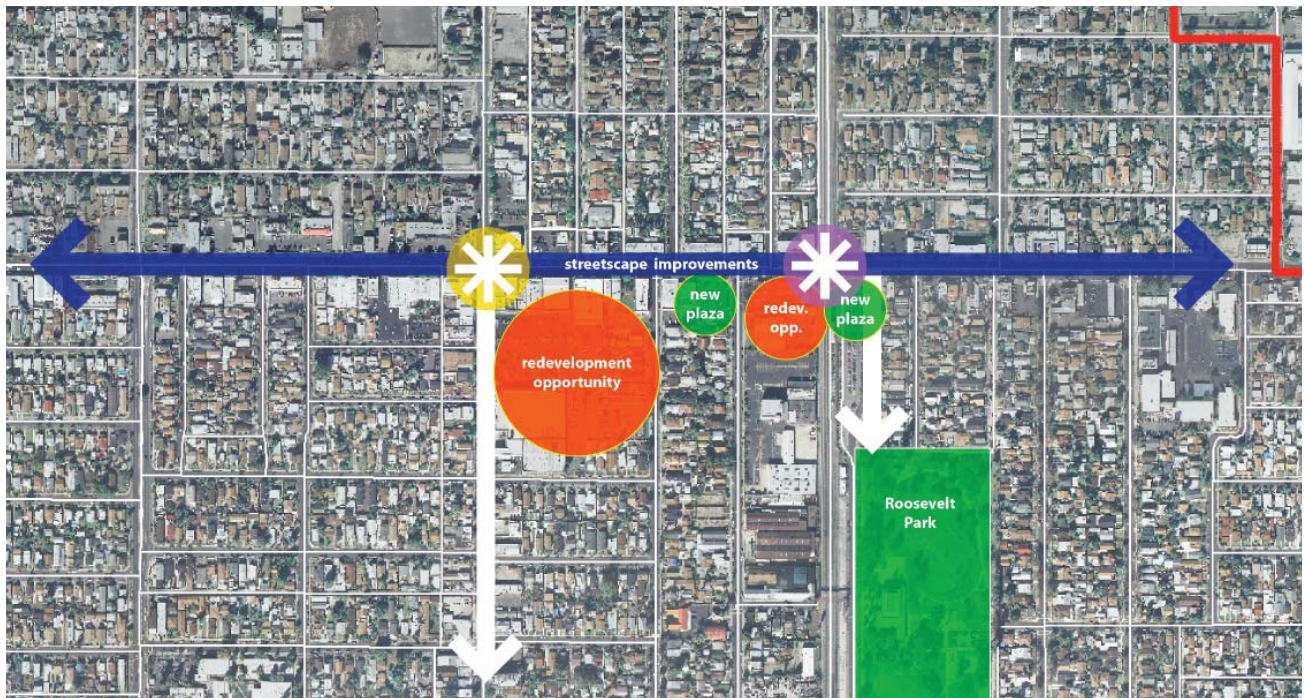 streetscape improvements
new
plaza
redev.
opp.
new
plaza
redevelopment
opportunity
Roosevelt
Park